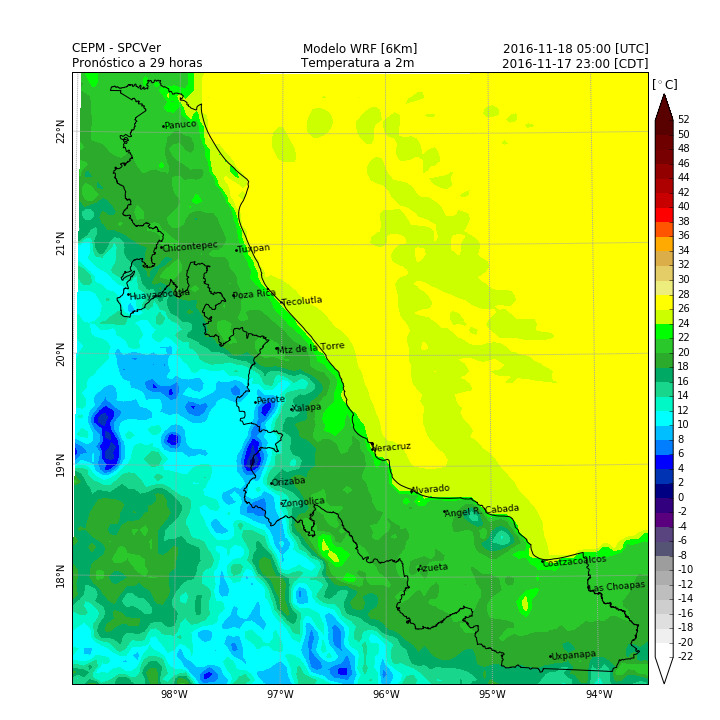 CEPM - SPCVer
Modelo WRF [6Km]
2016-11-18 05:00 [UTC]
Pronóstico a 29 horas
Temperatura a 2m
2016-11-17 23:00 [CDT]
[°C]
22°N
21°N
20°N
19°N
18°N
98°W
97°W
96°W
95°W
94°W
Panuco
Chicontepec
Tuxpan
Huayacocotla
Poza Rica
Tecolutla
Mtz de la Torre
Perote
Xalapa
Veracruz
Orizaba
Alvarado
Zongolica
Angel R. Cabada
Azueta
Coatzacoalcos
Las Choapas
Uxpanapa
52
50
48
46
44
42
40
38
36
34
32
30
28
26
24
22
20
18
16
14
12
10
8
6
4
2
0
-2
-4
-6
-8
-10
-12
-14
-16
-18
-20
-22